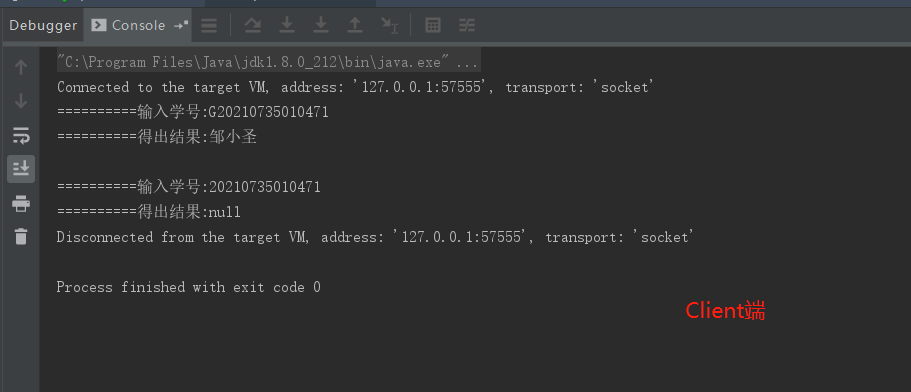 Debugger Console
"C:\Program Files\Java\jdk1.8.0_212\bin\java.exe" ...
Connected to the target VM, address: '127.0.0.1:57555', transport: 'socket'
==========输入学号:G20210735010471
==========得出结果:邹小圣
==========输入学号:20210735010471
==========得出结果:null
Disconnected from the target VM, address: '127.0.0.1:57555', transport: 'socket'
Process finished with exit code 0
Client端